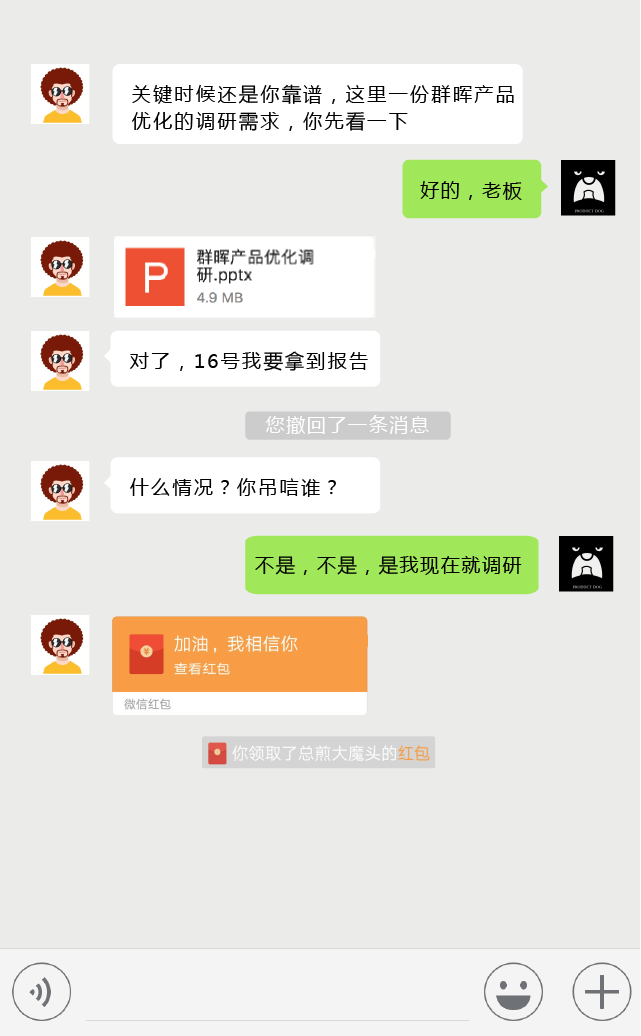 关键时候还是你靠谱，这里一份群晖产品
优化的调研需求，你先看一下
好的，老板
PRODUCT DOG
群晖产品优化调
研.pptx
4.9 MB
对了，16号我要拿到报告
您撤回了一条消息
什么情况？你吊唁谁？
不是，不是，是我现在就调研
PRODUCT DOG
加油，我相信你
查看红包
微信红包
你领取了总煎大魔头的红包